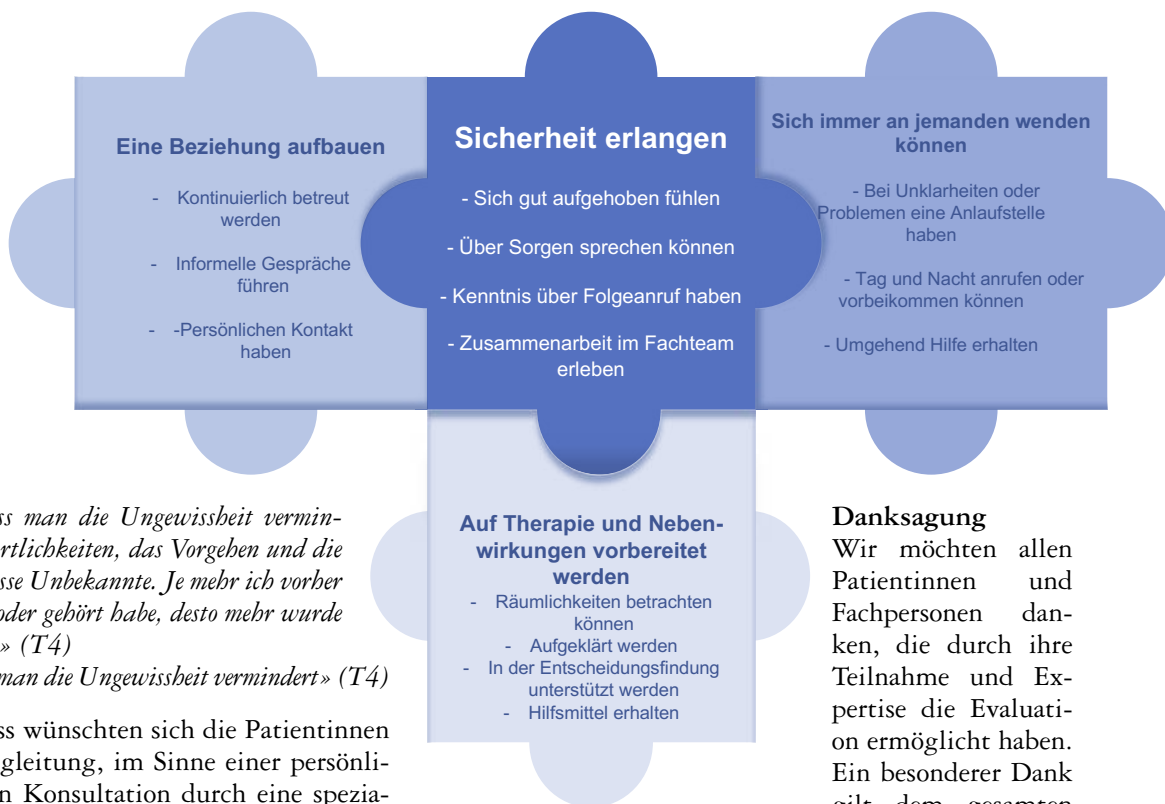 Eine Beziehung aufbauen
- Kontinuierlich betreut
werden
- Informelle Gespräche
führen
- -Persönlichen Kontakt
haben
Sicherheit erlangen
- Sich gut aufgehoben fühlen
- Über Sorgen sprechen können
- Kenntnis über Folgeanruf haben
- Zusammenarbeit im Fachteam
erleben
Sich immer an jemanden wenden
können
- Bei Unklarheiten oder
Problemen eine Anlaufstelle
haben
- Tag und Nacht anrufen oder
vorbeikommen können
- Umgehend Hilfe erhalten
Auf Therapie und Neben-
wirkungen vorbereitet
werden
- Räumlichkeiten betrachten
können
- Aufgeklärt werden
- In der Entscheidungsfindung
unterstützt werden
- Hilfsmittel erhalten
ss man die Ungewissheit vermin-
rtlichkeiten, das Vorgehen und die
sse Unbekannte. Je mehr ich vorher
oder gehört habe, desto mehr wurde
» (T4)
man die Ungewissheit vermindert» (T4)
ss wünschten sich die Patientinnen
gleitung, im Sinne einer persönli-
n Konsultation durch eine spezia-
Danksagung
Wir möchten allen
Patientinnen und
Fachpersonen dan-
ken, die durch ihre
Teilnahme und Ex-
pertise die Evaluati-
on ermöglicht haben.
Ein besonderer Dank
gilt dem gesamten